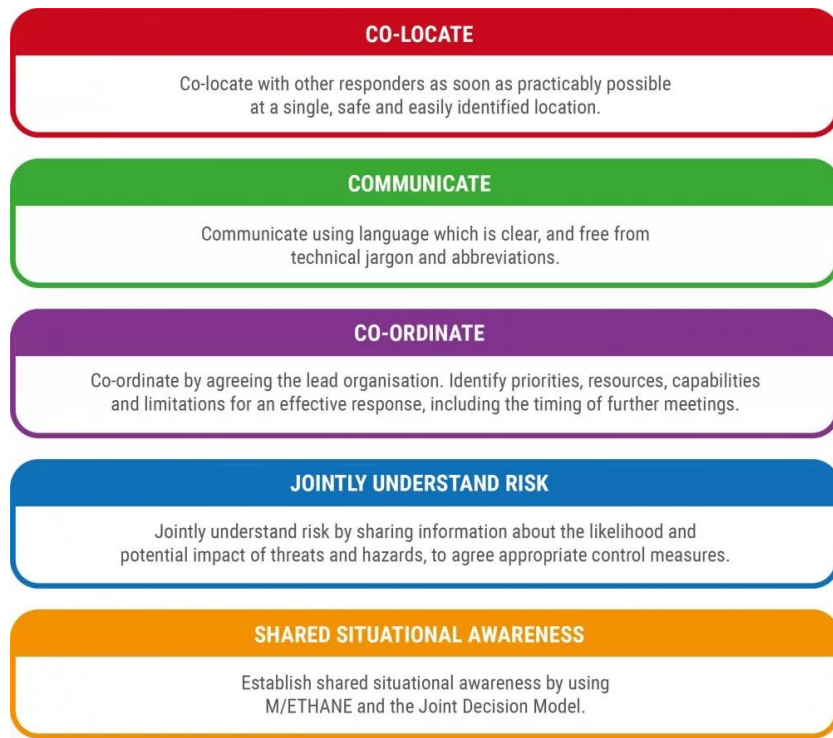 CO-LOCATE
Co-locate with other responders as soon as practicably possible
at a single, safe and easily identified location.
COMMUNICATE
Communicate using language which is clear, and free from
technical jargon and abbreviations.
CO-ORDINATE
Co-ordinate by agreeing the lead organisation. Identify priorities, resources, capabilities
and limitations for an effective response, including the timing of further meetings.
JOINTLY UNDERSTAND RISK
Jointly understand risk by sharing information about the likelihood and
potential impact of threats and hazards, to agree appropriate control measures.
SHARED SITUATIONAL AWARENESS
Establish shared situational awareness by using
M/ETHANE and the Joint Decision Model.